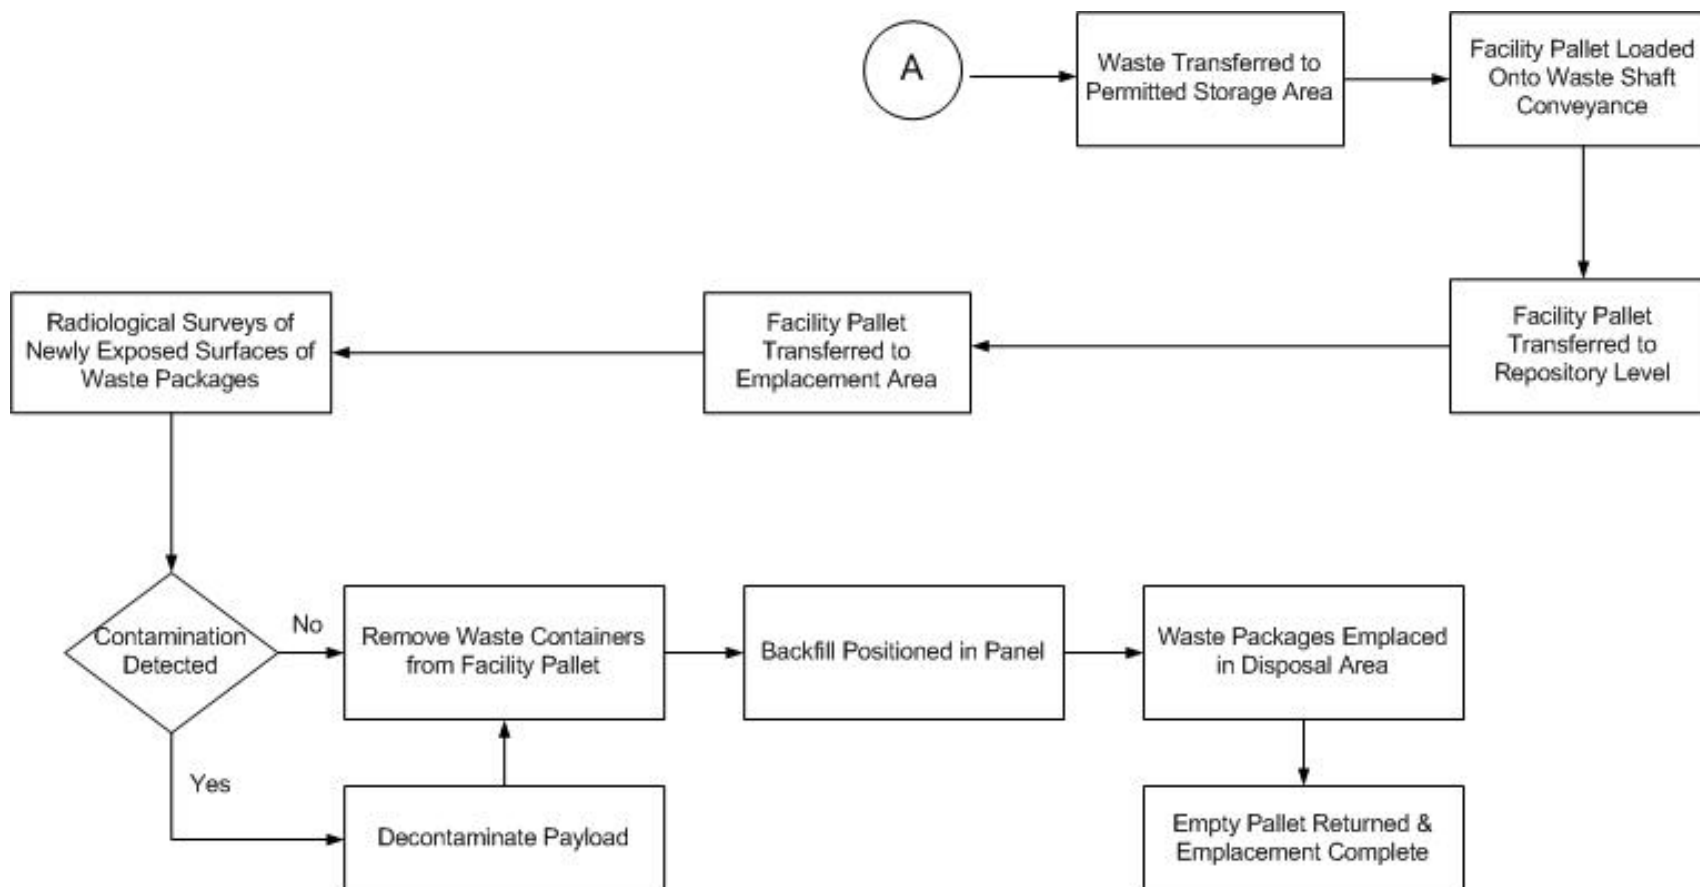 A
Waste Transferred to
Permitted Storage Area
Facility Pallet Loaded
Onto Waste Shaft
Conveyance
Facility Pallet
Transferred to
Repository Level
Facility Pallet
Transferred to
Emplacement Area
Radiological Surveys of
Newly Exposed Surfaces of
Waste Packages
Contamination
Detected
No
Yes
Decontaminate Payload
Remove Waste Containers
from Facility Pallet
Backfill Positioned in Panel
Waste Packages Emplaced
in Disposal Area
Empty Pallet Returned &
Emplacement Complete